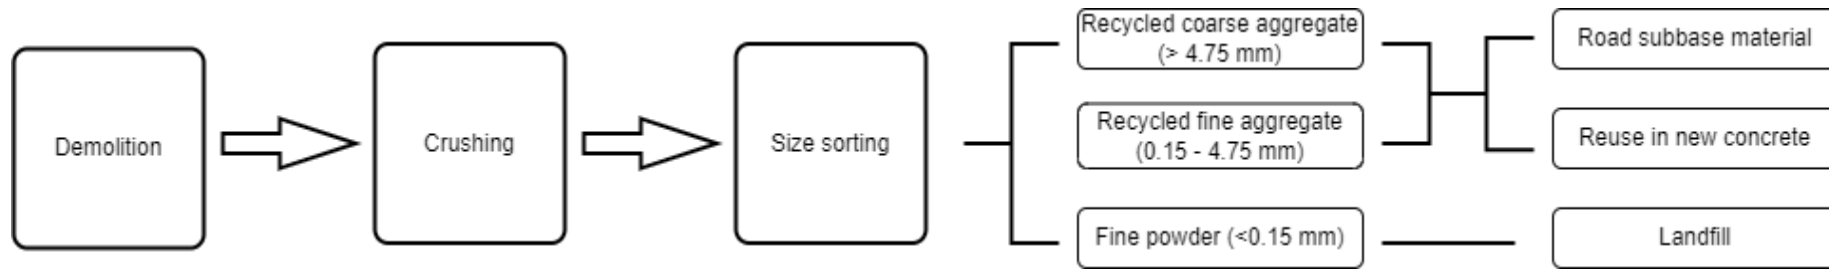 Demolition
Crushing
Size sorting
Recycled coarse aggregate
(> 4.75 mm)
Recycled fine aggregate
(0.15 - 4.75 mm)
Fine powder (<0.15 mm)
Road subbase material
Reuse in new concrete
Landfill